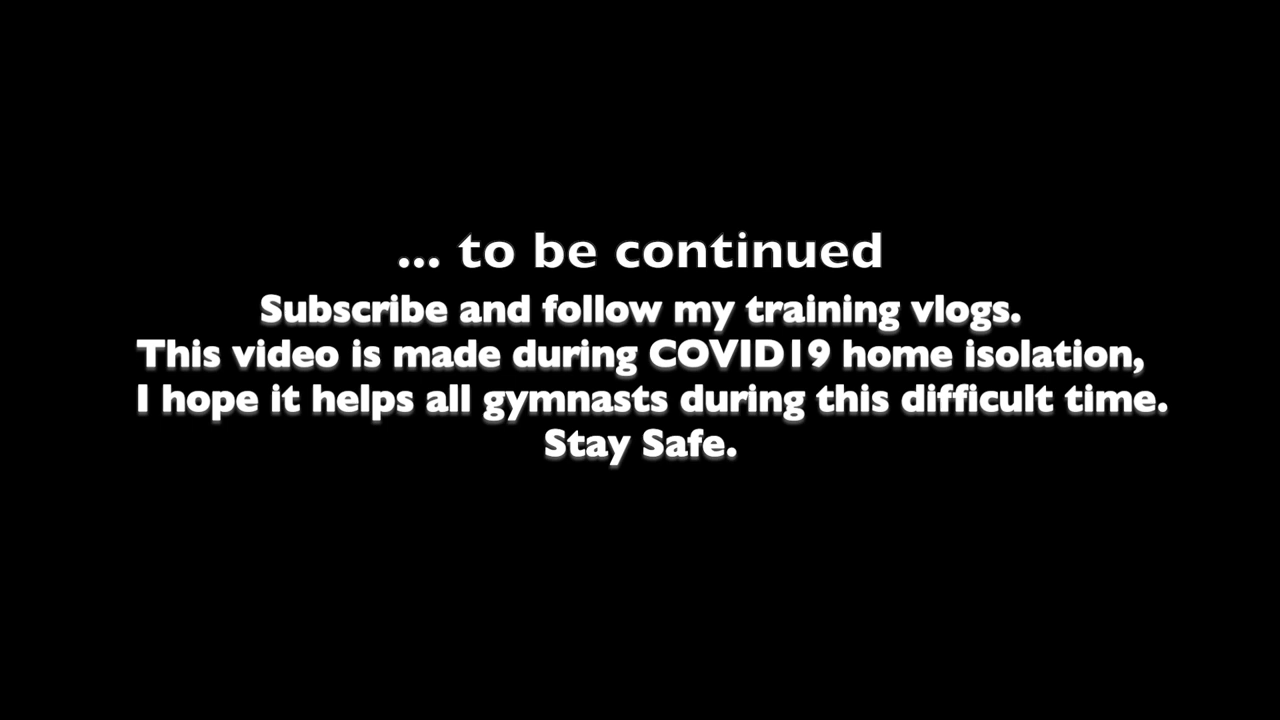 ... to be continued
Subscribe and follow my training vlogs.
This video is made during COVID19 home isolation,
I hope it helps all gymnasts during this difficult time.
Stay Safe.